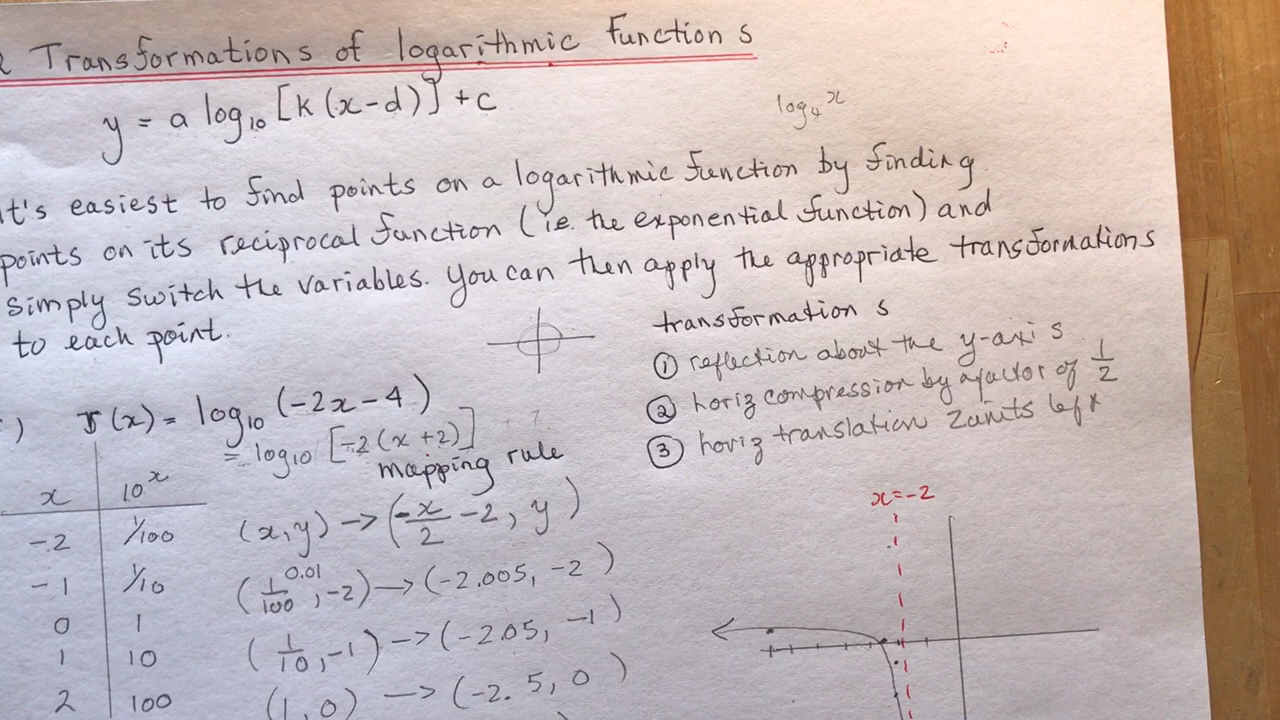 Transformations of logarithmic Functions
y = a log₁₀ [k(x-d)] + c
log₄ x
it's easiest to find points on a logarithmic function by finding
points on its reciprocal function (i.e. the exponential function) and
simply switch the variables. You can then apply the appropriate transformations
to each point.
transformations
① reflection about the y-axis
② horiz compression by a factor of 1/2
③ horiz translation 2 units left
) f(x) = log₁₀ (-2x-4)
= log₁₀ [-2(x+2)]
mapping rule
x 10ˣ
(x,y) → (-x/2 -2, y)
-2 1/100
0.01
(1/100, -2) → (-2.005, -2)
-1 1/10
(1/10, -1) → (-2.05, -1)
0 1
1 10
(1, 0) → (-2.5, 0)
2 100
x=-2